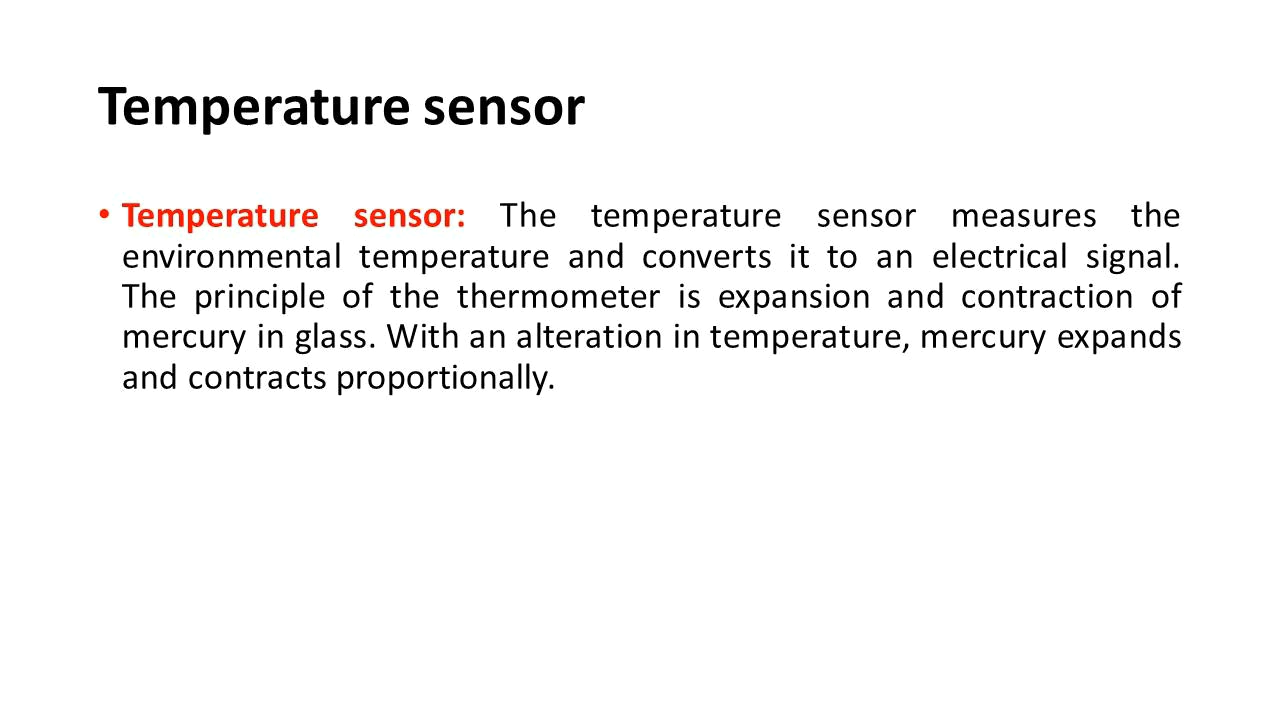 Temperature sensor
• Temperature sensor: The temperature sensor measures the
environmental temperature and converts it to an electrical signal.
The principle of the thermometer is expansion and contraction of
mercury in glass. With an alteration in temperature, mercury expands
and contracts proportionally.